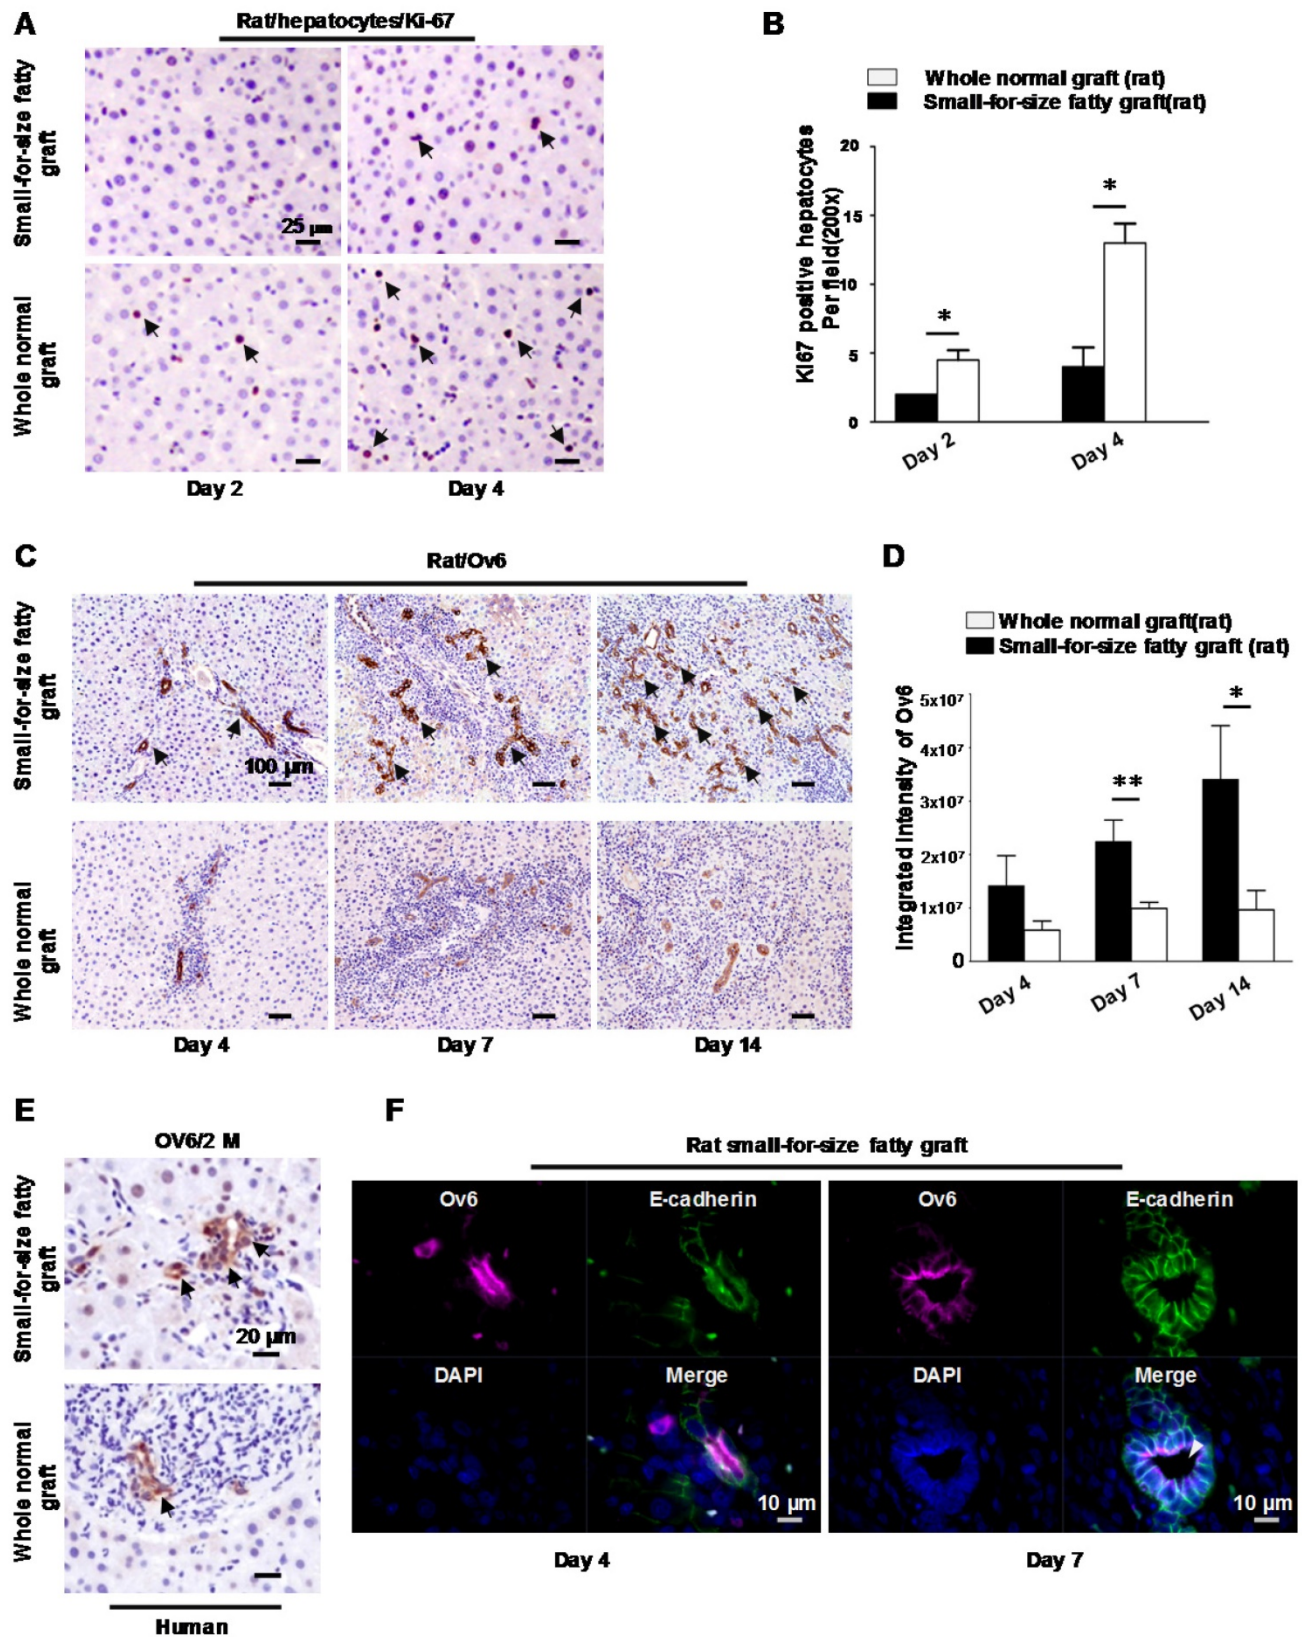 A
Rat/hepatocytes/Ki-67
Small-for-size fatty
graft
25 μm
Whole normal
graft
Day 2
Day 4
B
Whole normal graft (rat)
Small-for-size fatty graft(rat)
KI67 positive hepatocytes
Per field(200x)
20
15
10
5
0
*
*
Day 2
Day 4
C
Rat/Ov6
Small-for-size fatty
graft
100 μm
Whole normal
graft
Day 4
Day 7
Day 14
D
Whole normal graft(rat)
Small-for-size fatty graft (rat)
Integrated Intensity of Ov6
5x10⁷
4x10⁷
3x10⁷
2x10⁷
1x10⁷
0
**
*
Day 4
Day 7
Day 14
E
OV6/2 M
Small-for-size fatty
graft
20 μm
Whole normal
graft
Human
F
Rat small-for-size fatty graft
Ov6
E-cadherin
DAPI
Merge
10 μm
Day 4
Ov6
E-cadherin
DAPI
Merge
10 μm
Day 7